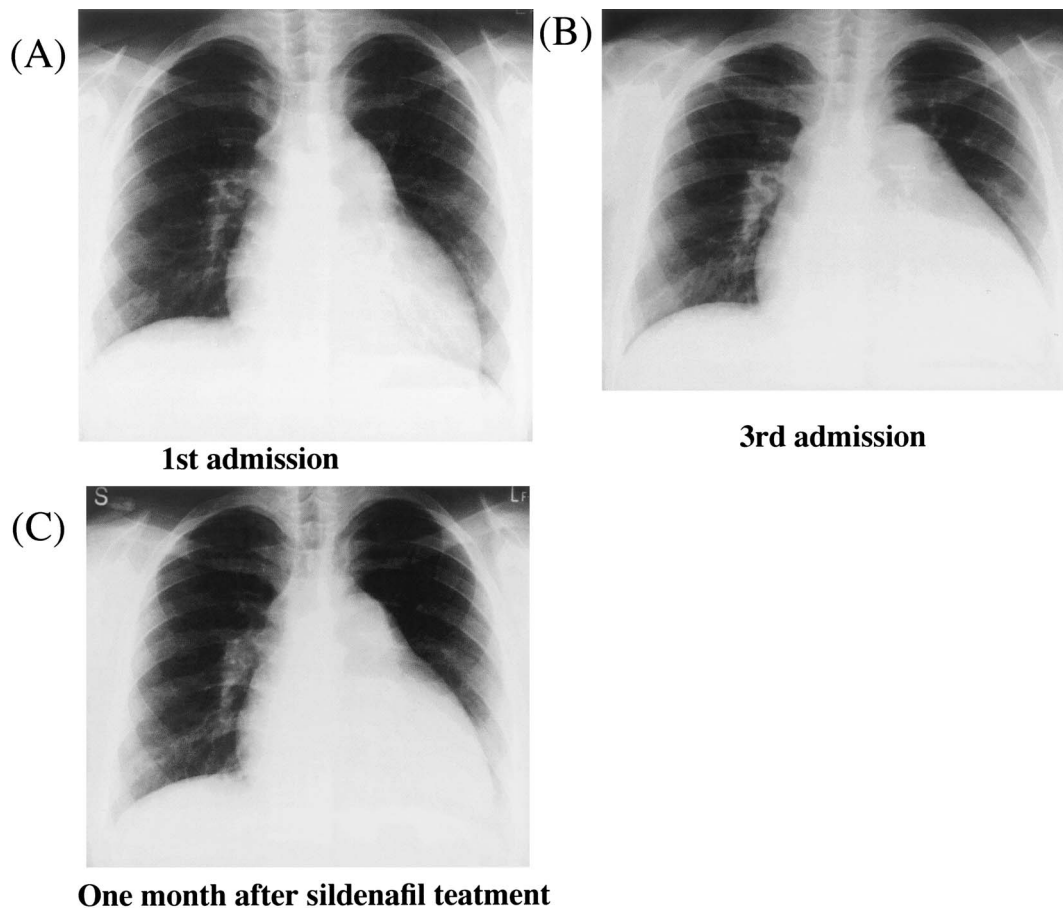 (A)
(B)
1st admission
3rd admission
(C)
S
L
One month after sildenafil teatment